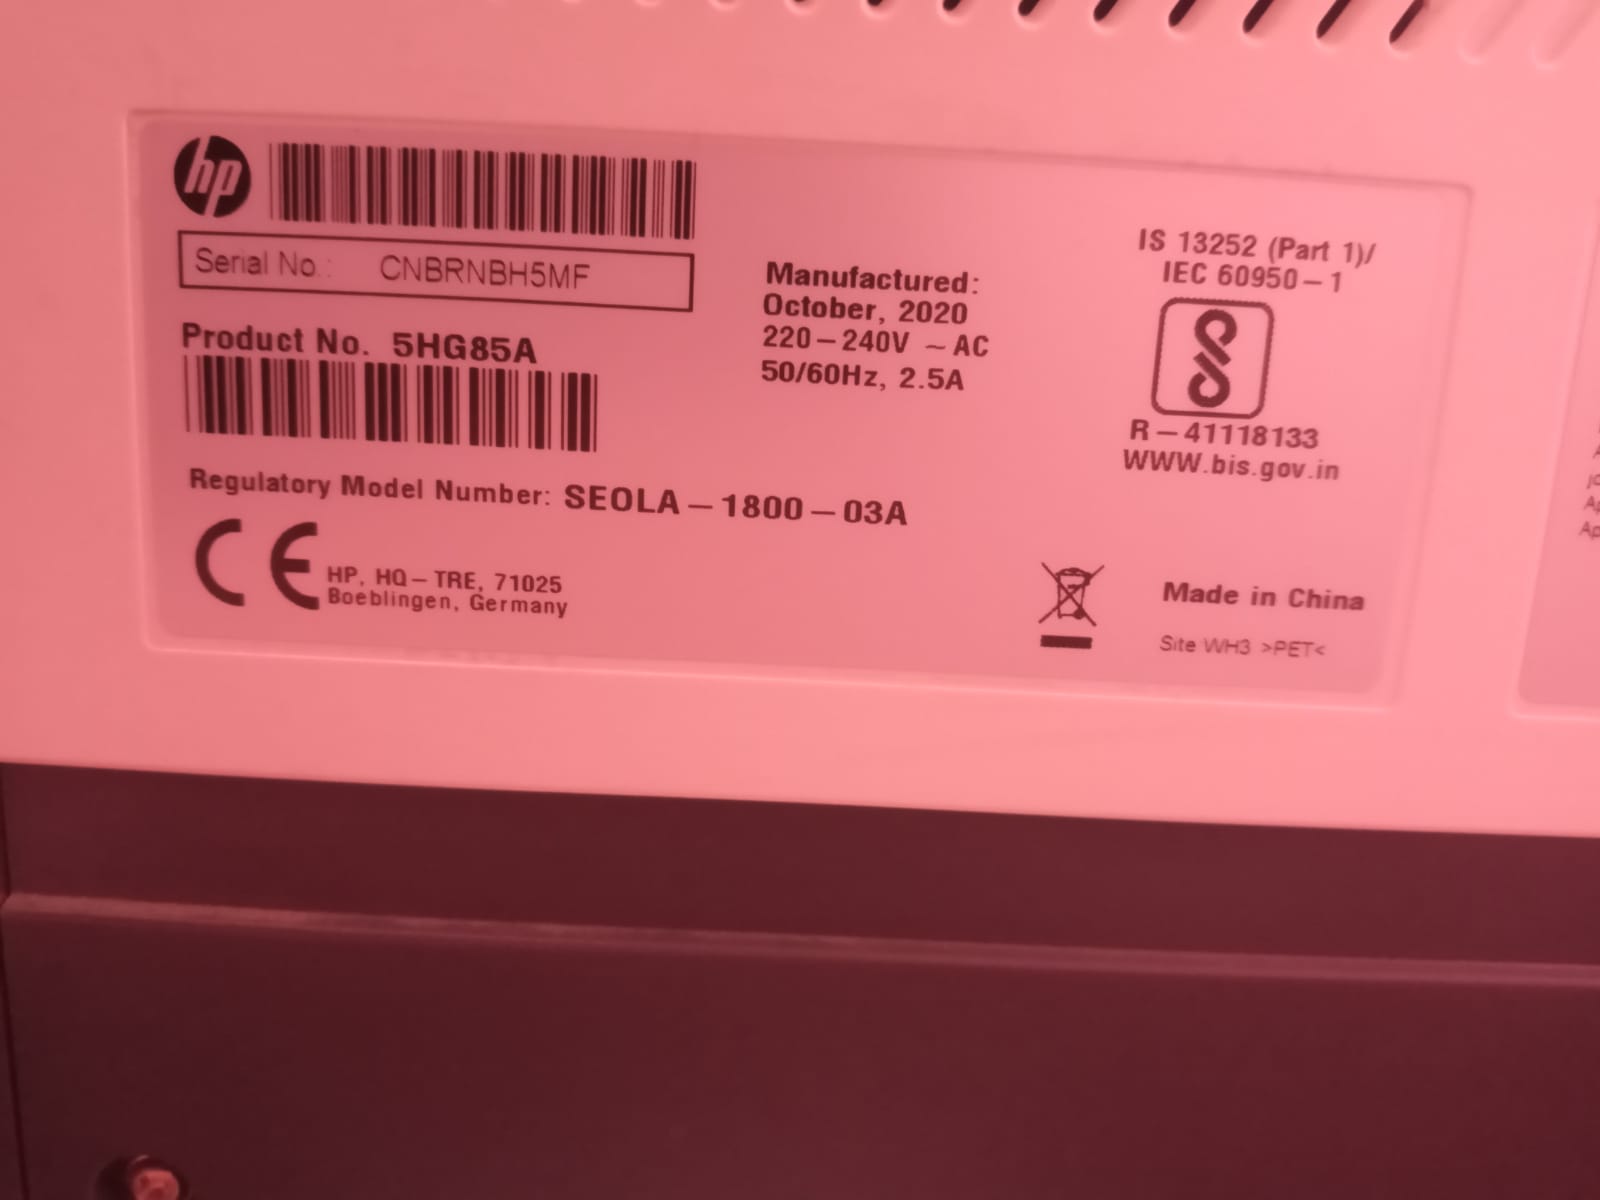 hp
Serial No.: CNBRNBH5MF
Product No. 5HG85A
Regulatory Model Number: SEOLA-1800-03A
CE
HP, HQ-TRE, 71025
Boeblingen, Germany
Manufactured:
October, 2020
220-240V ~ AC
50/60Hz, 2.5A
IS 13252 (Part 1)/
IEC 60950-1
R-41118133
WWW.bis.gov.in
Made in China
Site WH3 >PET<